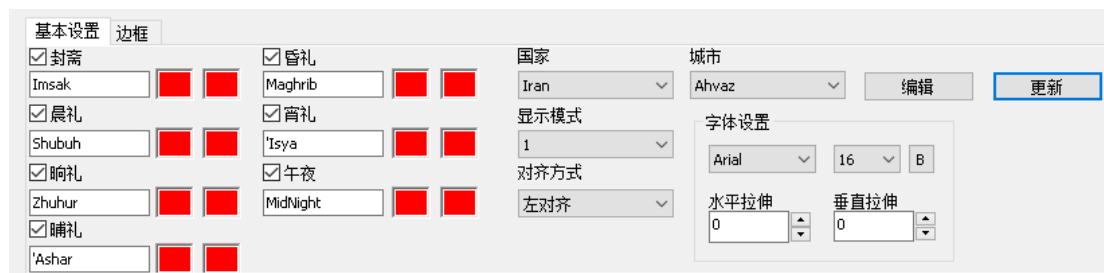 基本设置 边框
封斋 昏礼 国家 城市
Imsak Maghrib Iran Ahvaz 编辑 更新
晨礼 宵礼 显示模式 字体设置
Shubuh 'Isya 1 Arial 16 B
晌礼 午夜 对齐方式
Zhuhur MidNight 左对齐 水平拉伸 垂直拉伸
晡礼 0 0
'Ashar